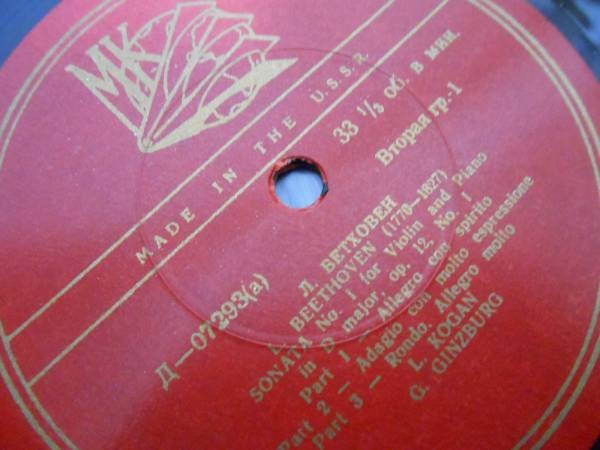 МК
MADE IN THE U.S.S.R.
33 ⅓ об. в мин.
Вторая гр.-1
Д—07293(а)
Л. БЕТХОВЕН
L. BEETHOVEN (1770—1827)
SONATA No. 1 for Violin and Piano
in D major, op. 12, No. 1
Part 1 — Allegro con spirito
Part 2 — Adagio con molto espressione
Part 3 — Rondo. Allegro molto
L. KOGAN
G. GINZBURG